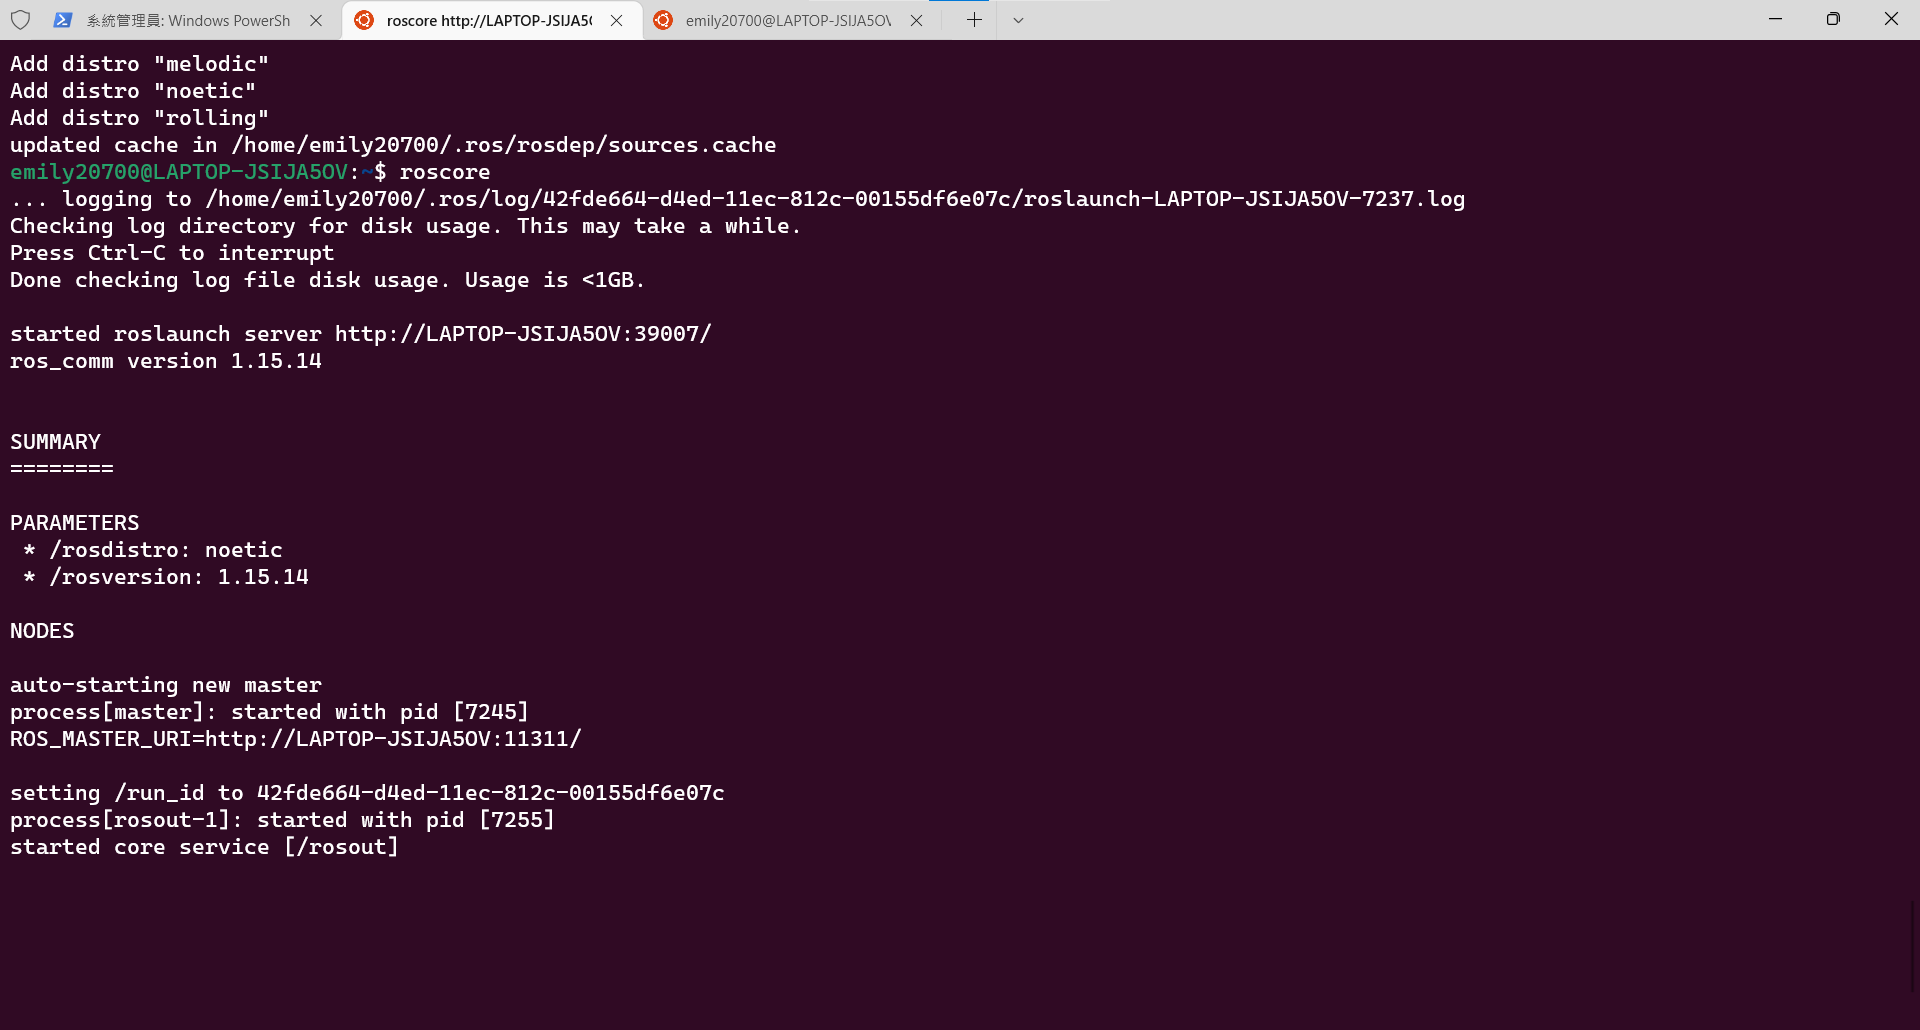 系統管理員: Windows PowerSh
roscore http://LAPTOP-JSIJA5
emily20700@LAPTOP-JSIJA5OV
Add distro "melodic"
Add distro "noetic"
Add distro "rolling"
updated cache in /home/emily20700/.ros/rosdep/sources.cache
emily20700@LAPTOP-JSIJA5OV:~$ roscore
... logging to /home/emily20700/.ros/log/42fde664-d4ed-11ec-812c-00155df6e07c/roslaunch-LAPTOP-JSIJA5OV-7237.log
Checking log directory for disk usage. This may take a while.
Press Ctrl-C to interrupt
Done checking log file disk usage. Usage is <1GB.
started roslaunch server http://LAPTOP-JSIJA5OV:39007/
ros_comm version 1.15.14
SUMMARY
========
PARAMETERS
* /rosdistro: noetic
* /rosversion: 1.15.14
NODES
auto-starting new master
process[master]: started with pid [7245]
ROS_MASTER_URI=http://LAPTOP-JSIJA5OV:11311/
setting /run_id to 42fde664-d4ed-11ec-812c-00155df6e07c
process[rosout-1]: started with pid [7255]
started core service [/rosout]